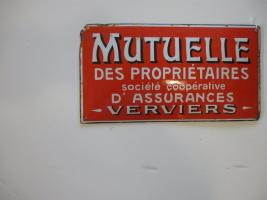 MUTUELLE
DES PROPRIÉTAIRES
société coopérative
D'ASSURANCES
VERVIERS